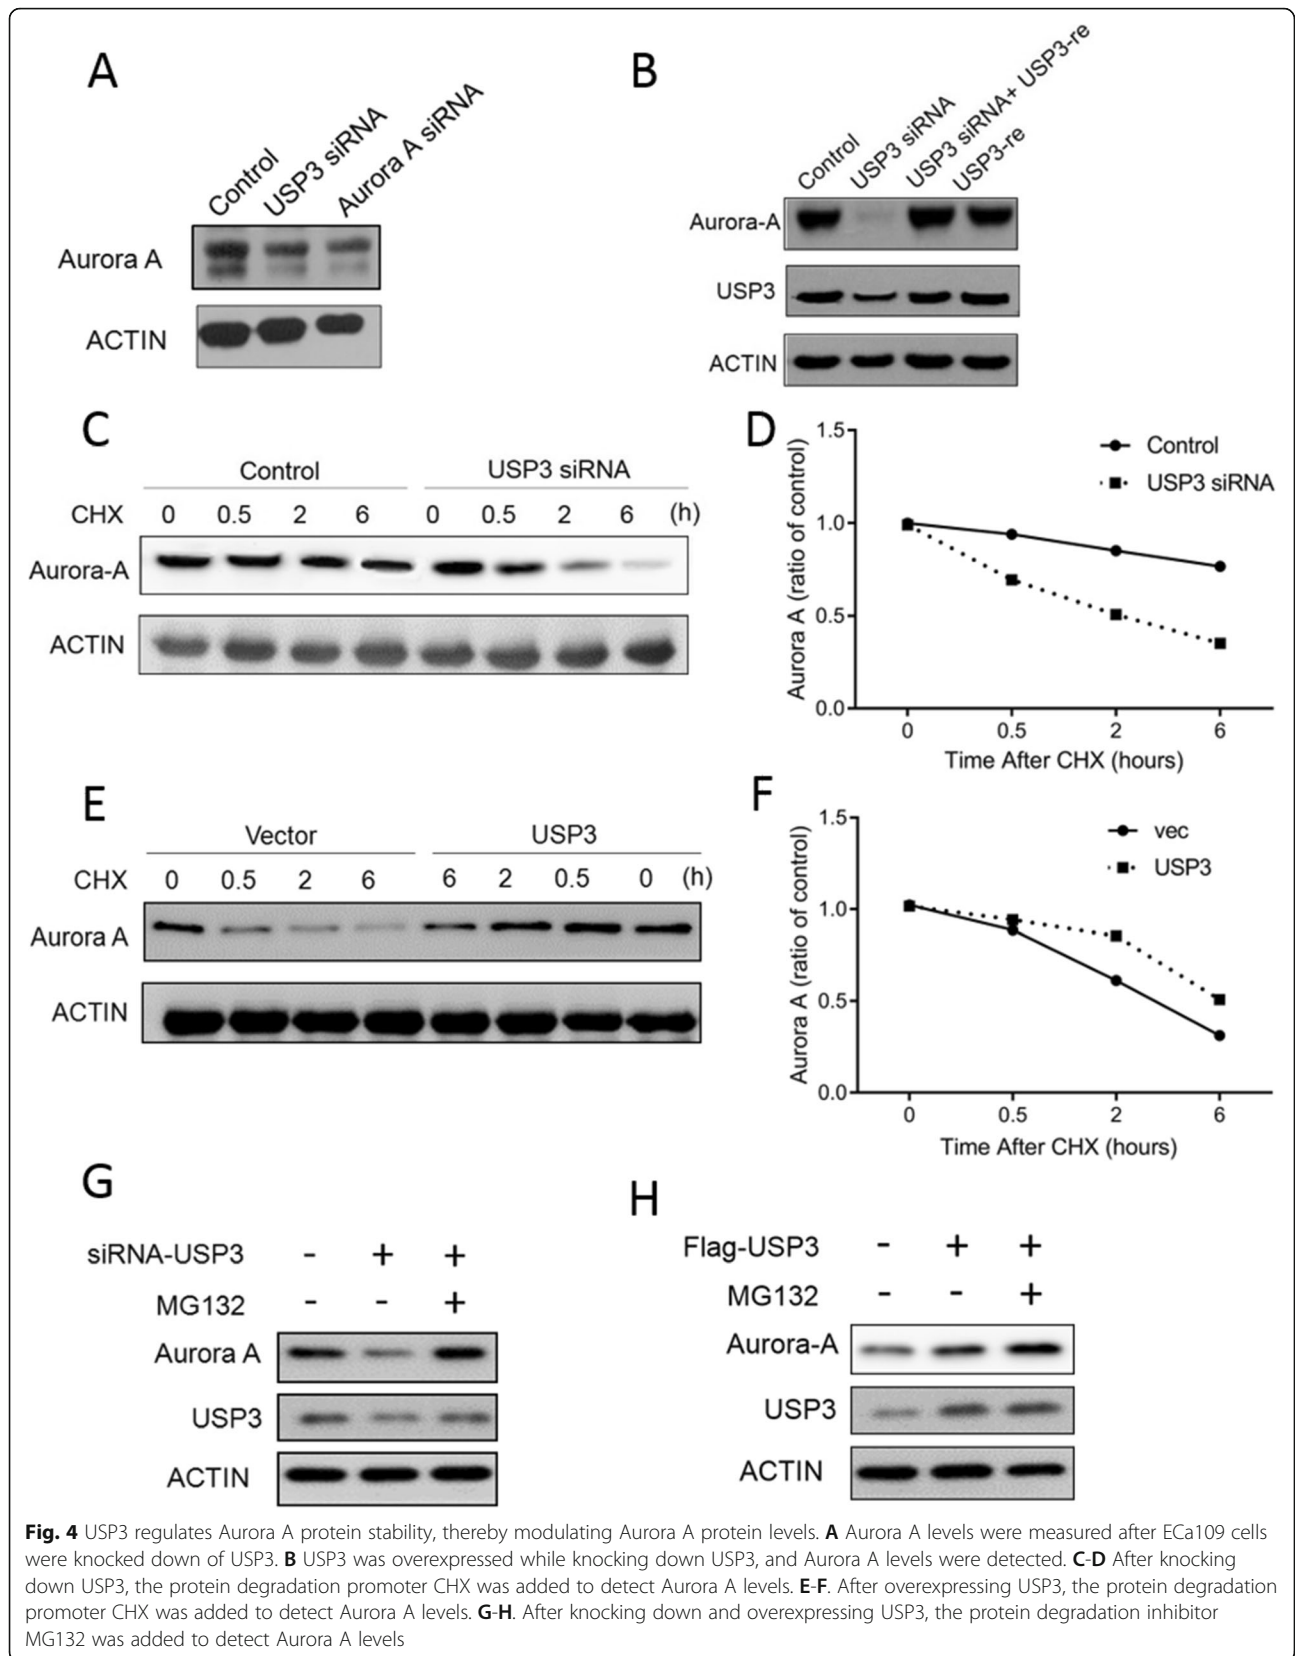 A
Control
USP3 siRNA
Aurora A siRNA
Aurora A
ACTIN
B
Control
USP3 siRNA
USP3 siRNA+ USP3-re
USP3-re
Aurora-A
USP3
ACTIN
C
Control USP3 siRNA
CHX 0 0.5 2 6 0 0.5 2 6 (h)
Aurora-A
ACTIN
D
Aurora A (ratio of control)
1.5
1.0
0.5
0.0
Control
USP3 siRNA
0 0.5 2 6
Time After CHX (hours)
E
Vector USP3
CHX 0 0.5 2 6 6 2 0.5 0 (h)
Aurora A
ACTIN
F
Aurora A (ratio of control)
1.5
1.0
0.5
0.0
vec
USP3
0 0.5 2 6
Time After CHX (hours)
G
siRNA-USP3 - + +
MG132 - - +
Aurora A
USP3
ACTIN
H
Flag-USP3 - + +
MG132 - - +
Aurora-A
USP3
ACTIN
Fig. 4 USP3 regulates Aurora A protein stability, thereby modulating Aurora A protein levels. A Aurora A levels were measured after ECa109 cells
were knocked down of USP3. B USP3 was overexpressed while knocking down USP3, and Aurora A levels were detected. C-D After knocking
down USP3, the protein degradation promoter CHX was added to detect Aurora A levels. E-F. After overexpressing USP3, the protein degradation
promoter CHX was added to detect Aurora A levels. G-H. After knocking down and overexpressing USP3, the protein degradation inhibitor
MG132 was added to detect Aurora A levels